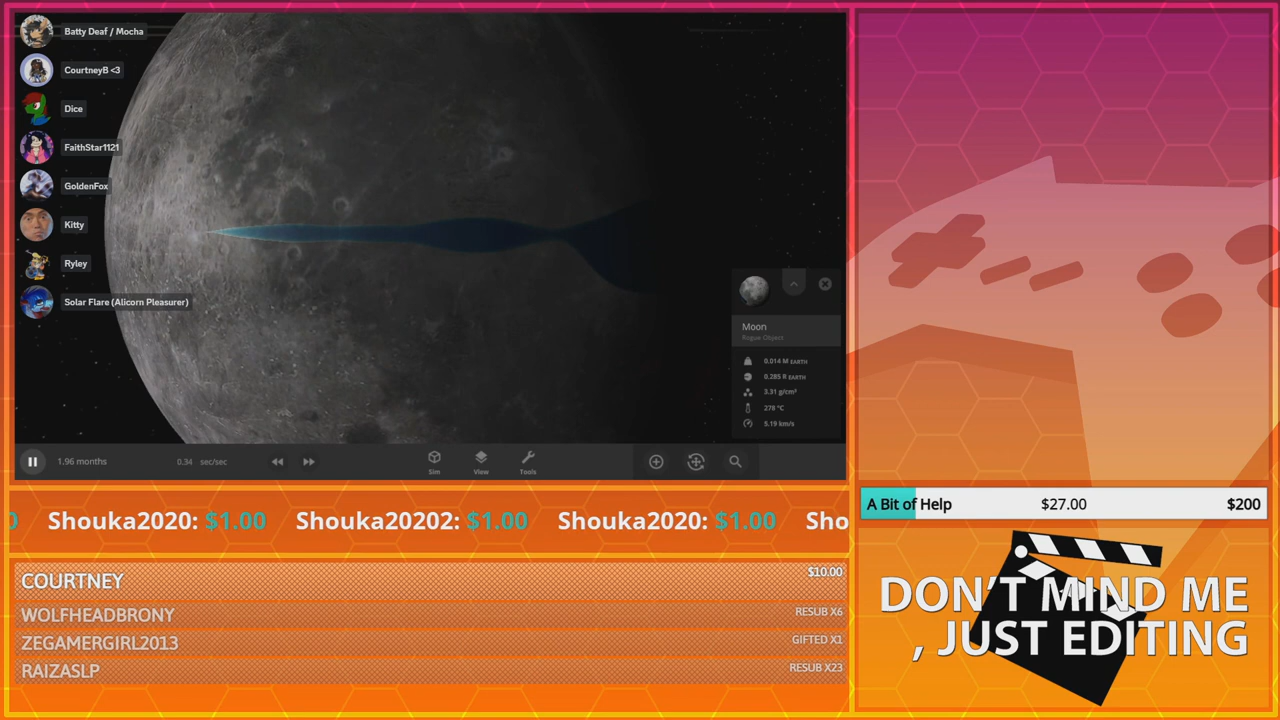 Batty Deaf / Mocha
CourtneyB <3
Dice
FaithStar1121
GoldenFox
Kitty
Ryley
Solar Flare (Alicorn Pleasurer)
Moon
Rogue Object
0.014 M EARTH
0.285 R EARTH
3.31 g/cm³
278 °C
5.19 km/s
1.96 months
0.34 sec/sec
Sim
View
Tools
0 Shouka2020: $1.00 Shouka20202: $1.00 Shouka2020: $1.00 Sho
A Bit of Help $27.00 $200
COURTNEY $10.00
WOLFHEADBRONY RESUB X6
ZEGAMERGIRL2013 GIFTED X1
RAIZASLP RESUB X23
DON'T MIND ME
, JUST EDITING